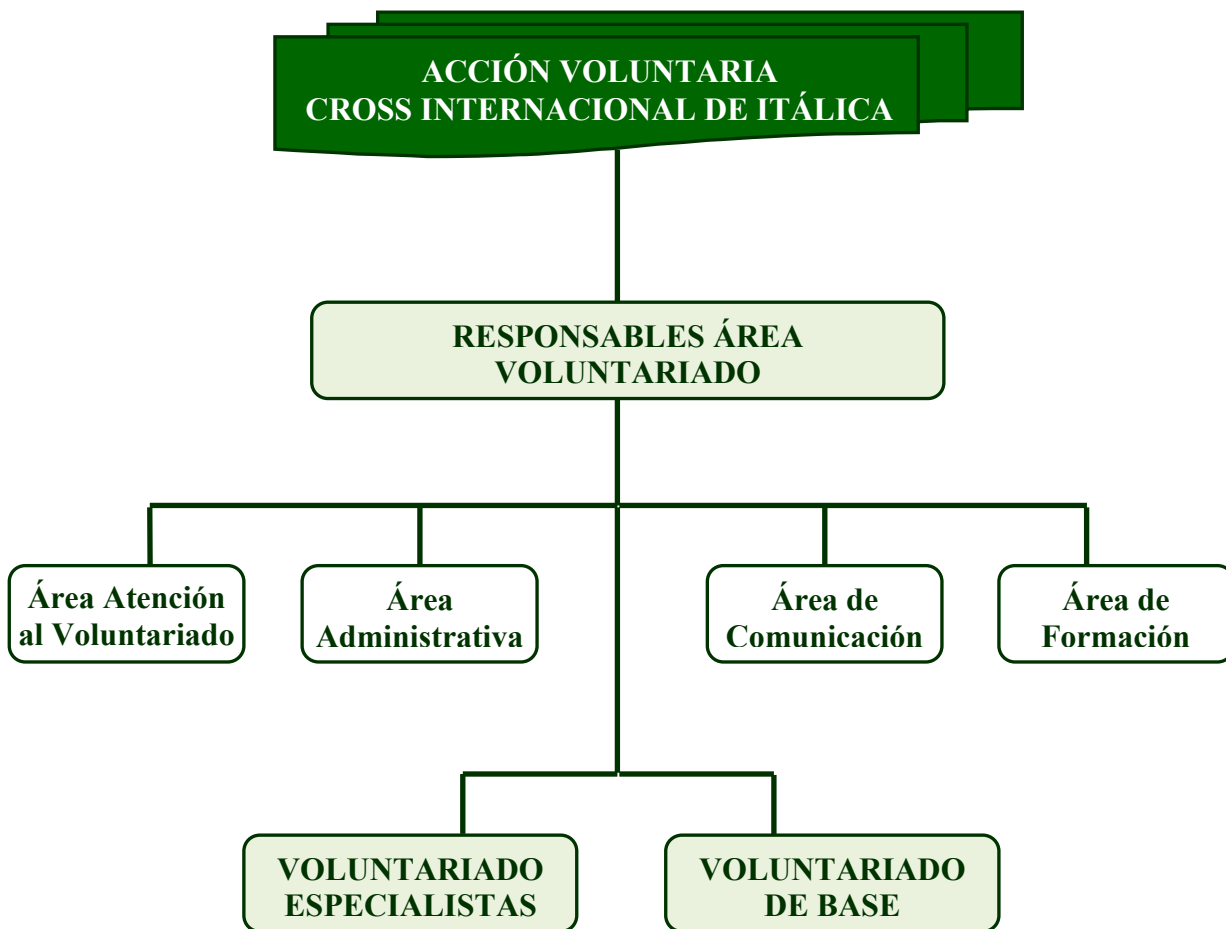 ACCIÓN VOLUNTARIA
CROSS INTERNACIONAL DE ITÁLICA
RESPONSABLES ÁREA
VOLUNTARIADO
Área Atención
al Voluntariado
Área
Administrativa
Área de
Comunicación
Área de
Formación
VOLUNTARIADO
ESPECIALISTAS
VOLUNTARIADO
DE BASE